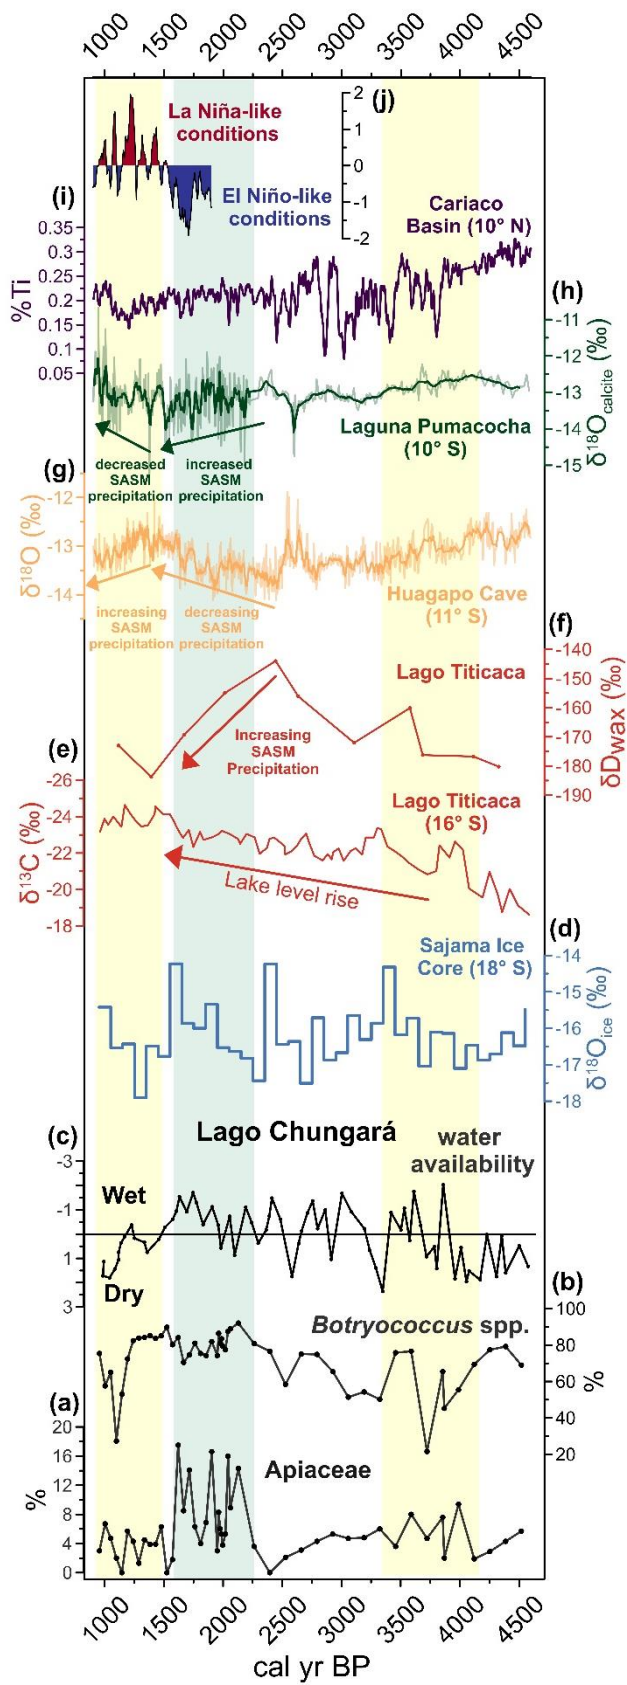 1000 1500 2000 2500 3000 3500 4000 4500
(j)
La Niña-like
conditions
2
1
0
-1
-2
El Niño-like
conditions
(i)
0.35
0.3
0.25
0.2
0.15
0.1
0.05
%Ti
Cariaco
Basin (10° N)
(h)
-11
-12
-13
-14
-15
δ18Ocalcite (‰)
Laguna Pumacocha
(10° S)
decreased
SASM
precipitation
increased
SASM
precipitation
(g)
-12
-13
-14
δ18O (‰)
Huagapo Cave
(11° S)
increasing
SASM
precipitation
decreasing
SASM
precipitation
(f)
-140
-150
-160
-170
-180
-190
δDwax (‰)
Lago Titicaca
Increasing
SASM
Precipitation
(e)
-26
-24
-22
-20
-18
δ13C (‰)
Lago Titicaca
(16° S)
Lake level rise
(d)
-14
-15
-16
-17
-18
δ18Oice (‰)
Sajama Ice
Core (18° S)
Lago Chungará
(c)
-3
-1
1
3
water
availability
Wet
Dry
(b)
100
80
60
40
20
%
Botryococcus spp.
(a)
20
16
12
8
4
0
%
Apiaceae
1000 1500 2000 2500 3000 3500 4000 4500
cal yr BP